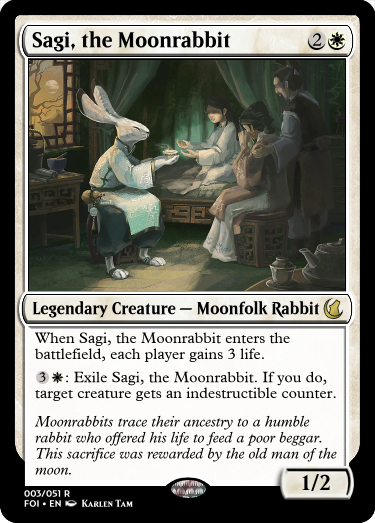 Sagi, the Moonrabbit 2
Legendary Creature — Moonfolk Rabbit
When Sagi, the Moonrabbit enters the
battlefield, each player gains 3 life.
3 : Exile Sagi, the Moonrabbit. If you do,
target creature gets an indestructible counter.
Moonrabbits trace their ancestry to a humble
rabbit who offered his life to feed a poor beggar.
This sacrifice was rewarded by the old man of the
moon.
1/2
003/051 R
FOI • EN Karlen Tam